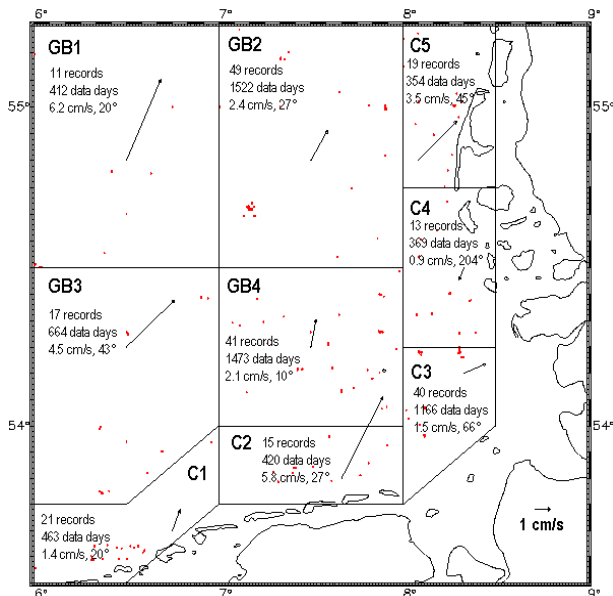 6° 7° 8° 9°
GB1
11 records
412 data days
6.2 cm/s, 20°
GB2
49 records
1522 data days
2.4 cm/s, 27°
C5
19 records
354 data days
3.5 cm/s, 45°
55° 55°
C4
13 records
369 data days
0.9 cm/s, 204°
GB3
17 records
664 data days
4.5 cm/s, 43°
GB4
41 records
1473 data days
2.1 cm/s, 10°
C3
40 records
1166 data days
1.5 cm/s, 66°
54° 54°
C2
15 records
420 data days
5.8 cm/s, 27°
C1
21 records
463 data days
1.4 cm/s, 20°
1 cm/s
6° 7° 8° 9°